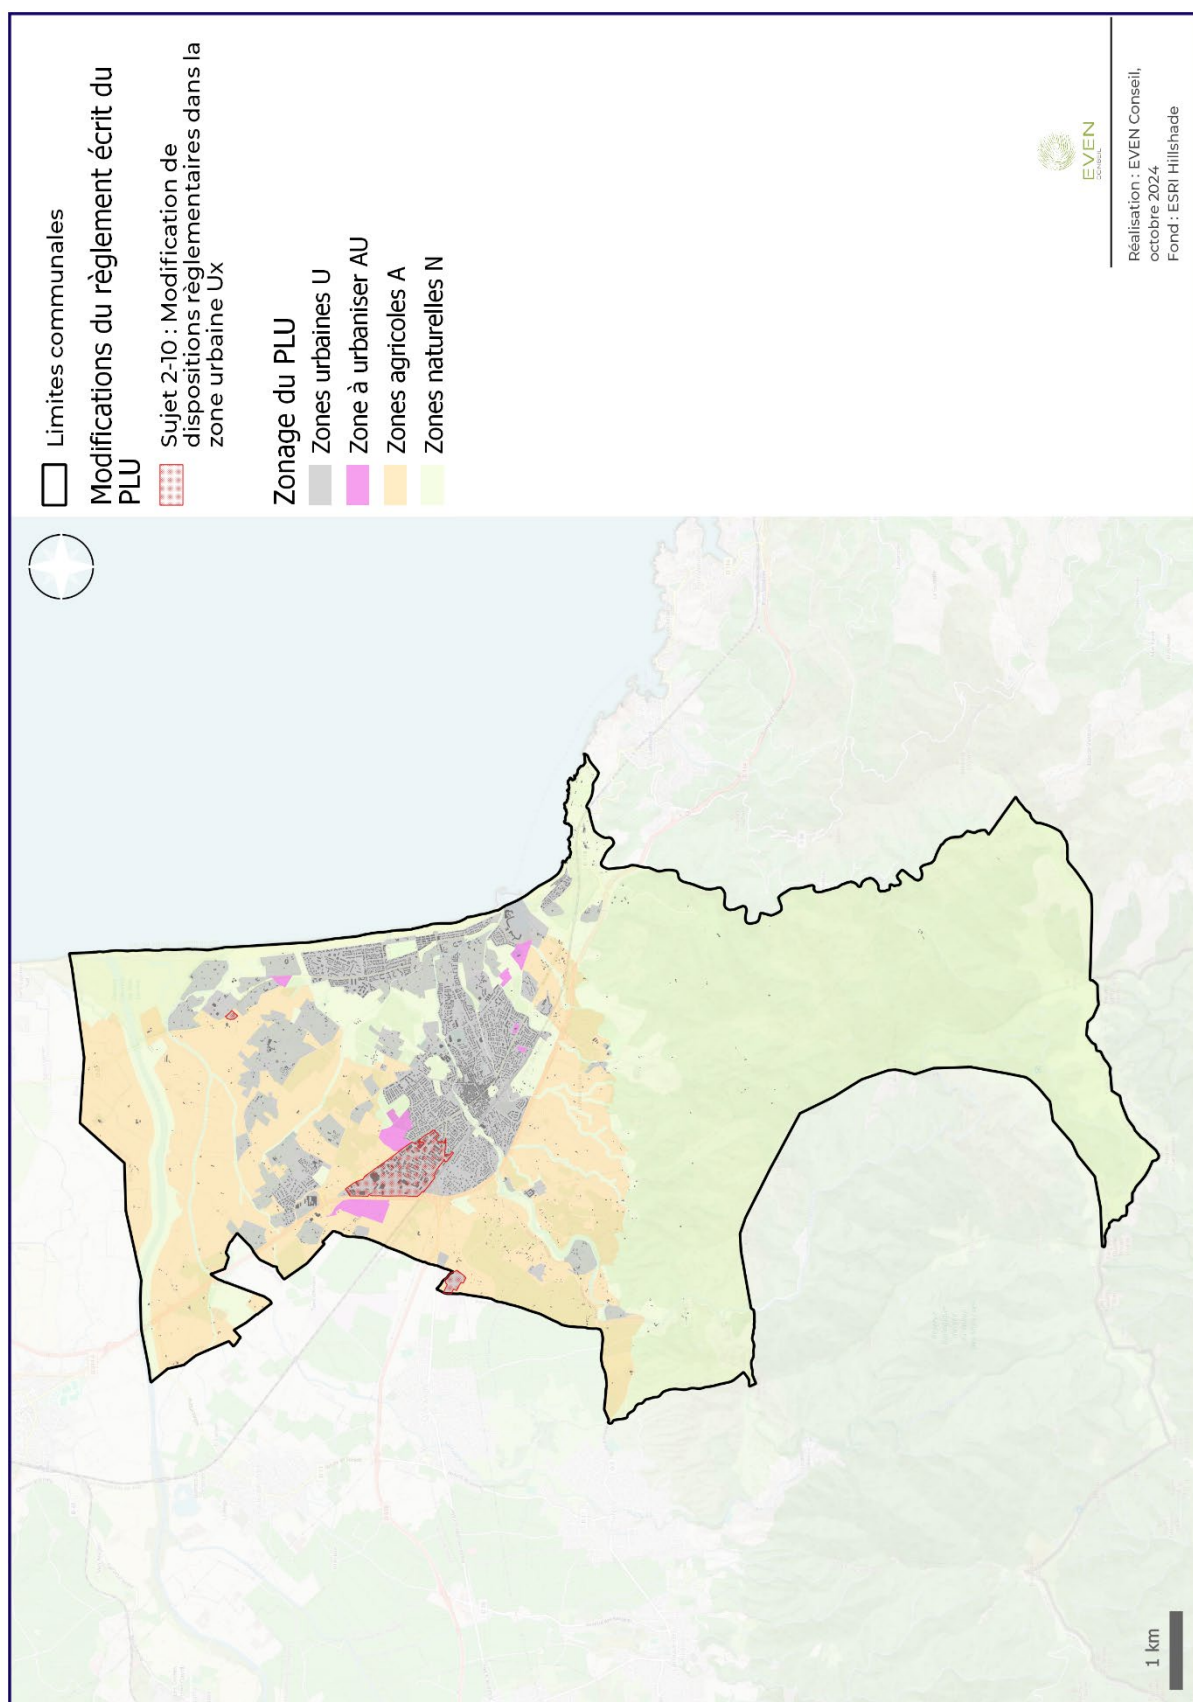 Limites communales
Modifications du règlement écrit du
PLU
Sujet 2-10 : Modification de
dispositions règlementaires dans la
zone urbaine Ux
Zonage du PLU
Zones urbaines U
Zone à urbaniser AU
Zones agricoles A
Zones naturelles N
EVEN
CONSEIL
Réalisation : EVEN Conseil,
octobre 2024
Fond : ESRI Hillshade
1 km